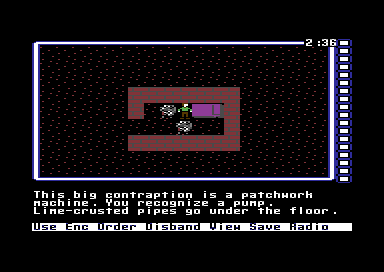 2:36
This big contraption is a patchwork
machine. You recognize a pump.
Lime-crusted pipes go under the floor.
Use Enc Order Disband View Save Radio